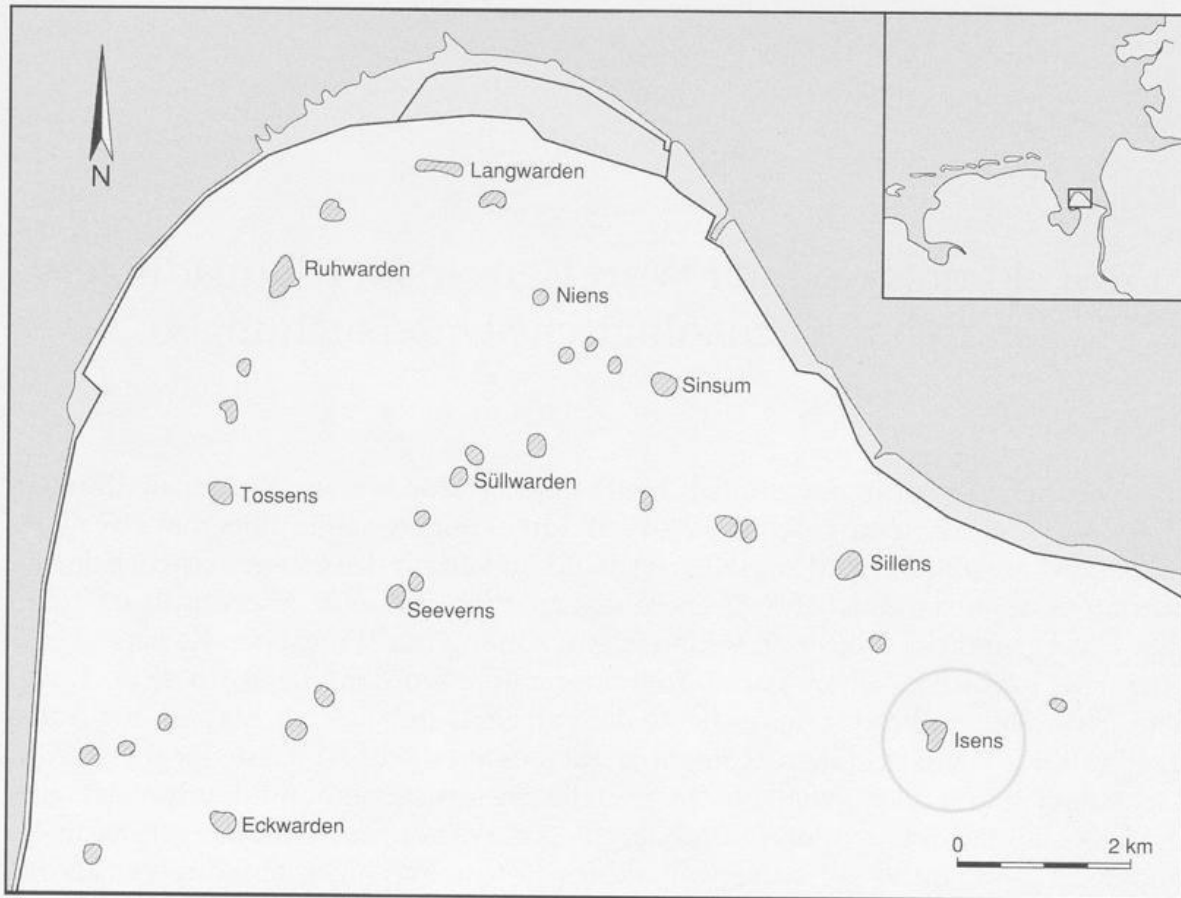 N
Langwarden
Ruhwarden
Niens
Sinsum
Süllwarden
Tossens
Sillens
Seeverns
Isens
Eckwarden
0 2 km